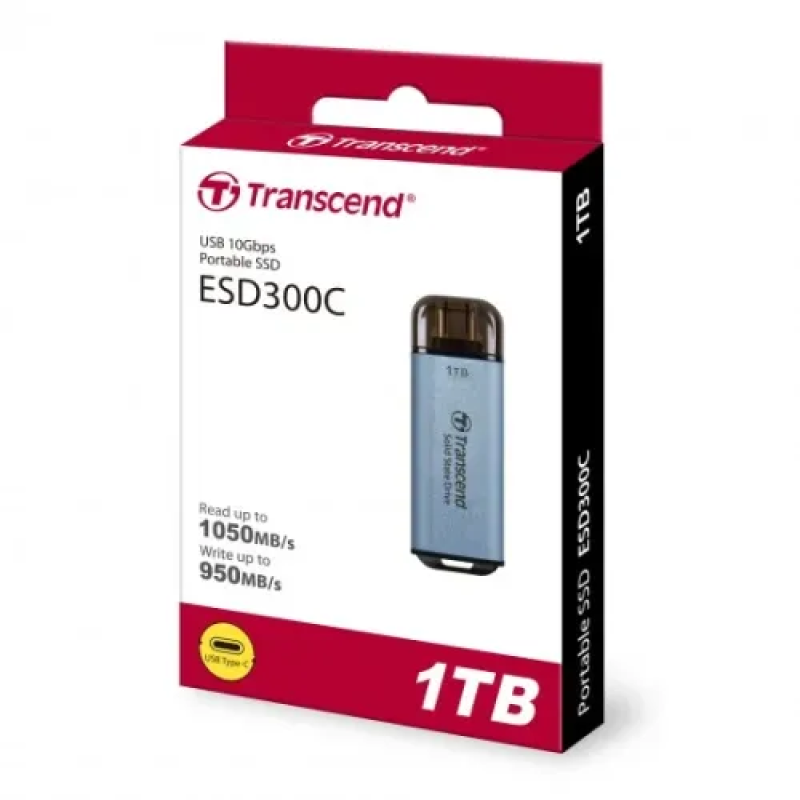 Transcend
Transcend®
USB 10Gbps
Portable SSD
ESD300C
1TB
Transcend
Solid State Drive
Read up to
1050MB/s
Write up to
950MB/s
USB Type-C
1TB
1TB
Portable SSD ESD300C